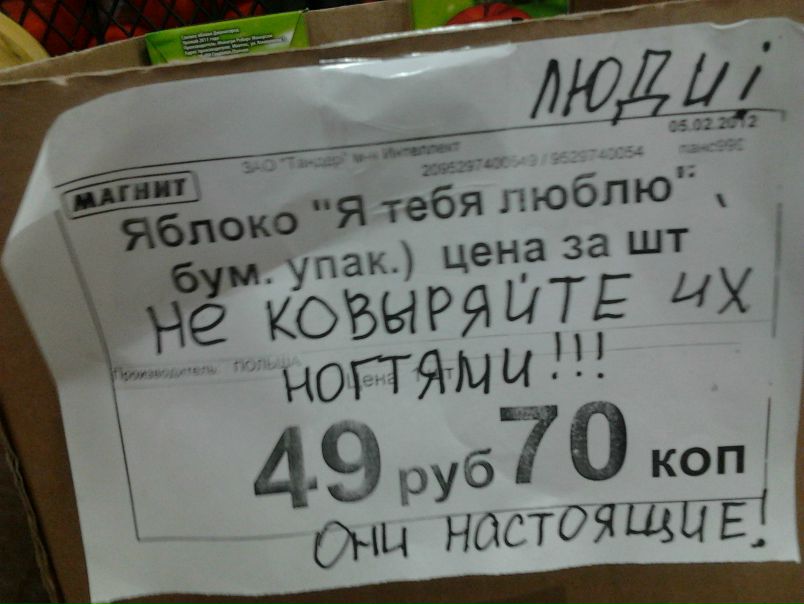 ЛЮДИ!
05.02.2012
ЗАО "Тандер" м-н Интеллект
МАГНИТ
Яблоко "Я тебя люблю"
бум. упак.) цена за шт
НЕ КОВЫРЯЙТЕ ИХ
Производитель: ПОЛЬША
НОГТЯМИ!!!
49 руб 70 коп
ОНИ НАСТОЯЩИЕ!